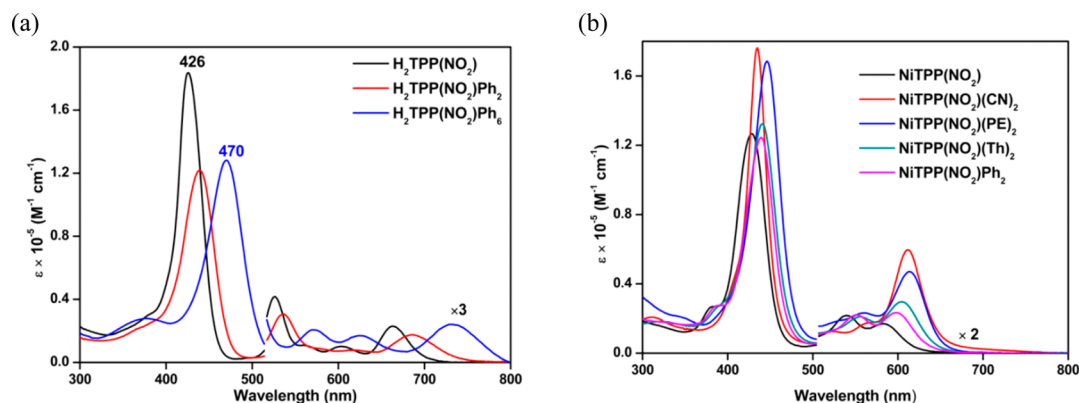 (a)
2.0
1.6
1.2
0.8
0.4
0.0
300 400 500 600 700 800
Wavelength (nm)
ε × 10⁻⁵ (M⁻¹ cm⁻¹)
426
470
H₂TPP(NO₂)
H₂TPP(NO₂)Ph₂
H₂TPP(NO₂)Ph₆
×3
(b)
1.6
1.2
0.8
0.4
0.0
300 400 500 600 700 800
Wavelength (nm)
ε × 10⁻⁵ (M⁻¹ cm⁻¹)
NiTPP(NO₂)
NiTPP(NO₂)(CN)₂
NiTPP(NO₂)(PE)₂
NiTPP(NO₂)(Th)₂
NiTPP(NO₂)Ph₂
× 2